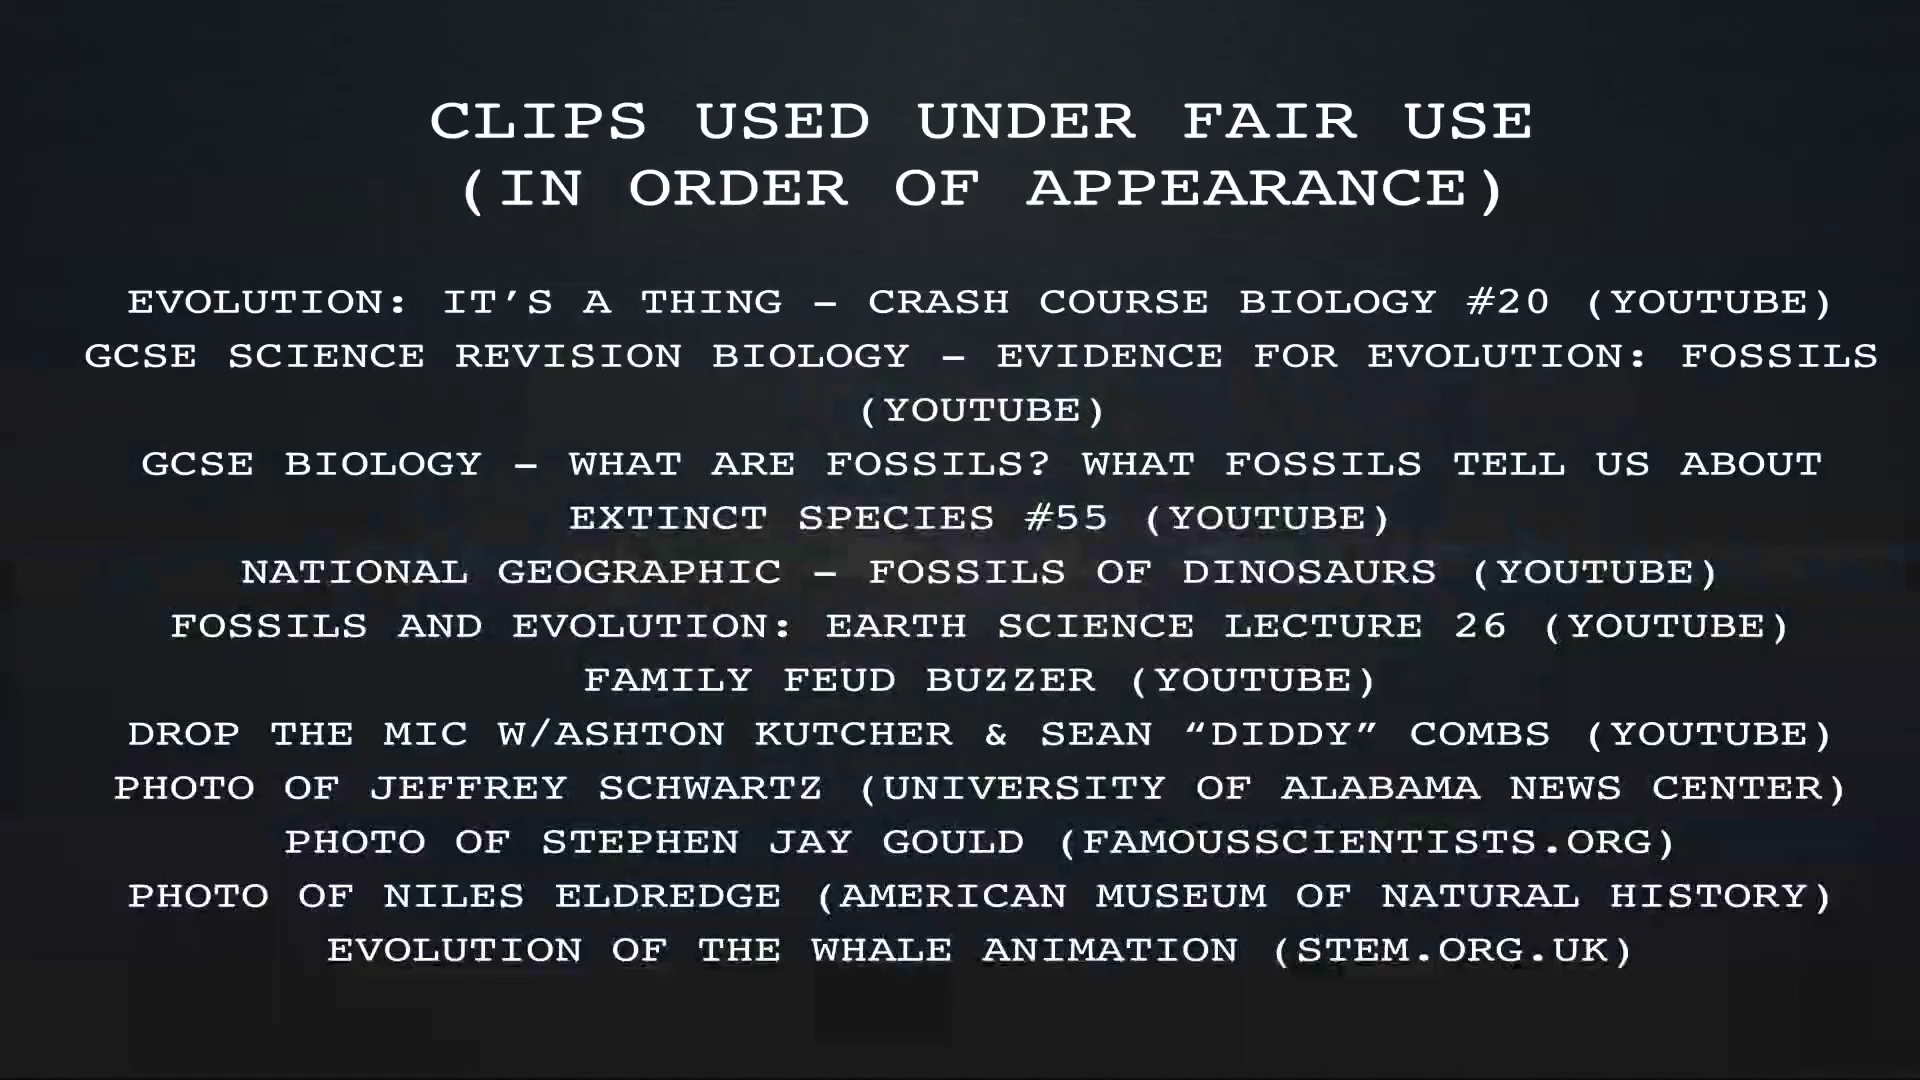 CLIPS USED UNDER FAIR USE
(IN ORDER OF APPEARANCE)
EVOLUTION: IT’S A THING – CRASH COURSE BIOLOGY #20 (YOUTUBE)
GCSE SCIENCE REVISION BIOLOGY – EVIDENCE FOR EVOLUTION: FOSSILS
(YOUTUBE)
GCSE BIOLOGY – WHAT ARE FOSSILS? WHAT FOSSILS TELL US ABOUT
EXTINCT SPECIES #55 (YOUTUBE)
NATIONAL GEOGRAPHIC – FOSSILS OF DINOSAURS (YOUTUBE)
FOSSILS AND EVOLUTION: EARTH SCIENCE LECTURE 26 (YOUTUBE)
FAMILY FEUD BUZZER (YOUTUBE)
DROP THE MIC W/ASHTON KUTCHER & SEAN “DIDDY” COMBS (YOUTUBE)
PHOTO OF JEFFREY SCHWARTZ (UNIVERSITY OF ALABAMA NEWS CENTER)
PHOTO OF STEPHEN JAY GOULD (FAMOUSSCIENTISTS.ORG)
PHOTO OF NILES ELDREDGE (AMERICAN MUSEUM OF NATURAL HISTORY)
EVOLUTION OF THE WHALE ANIMATION (STEM.ORG.UK)